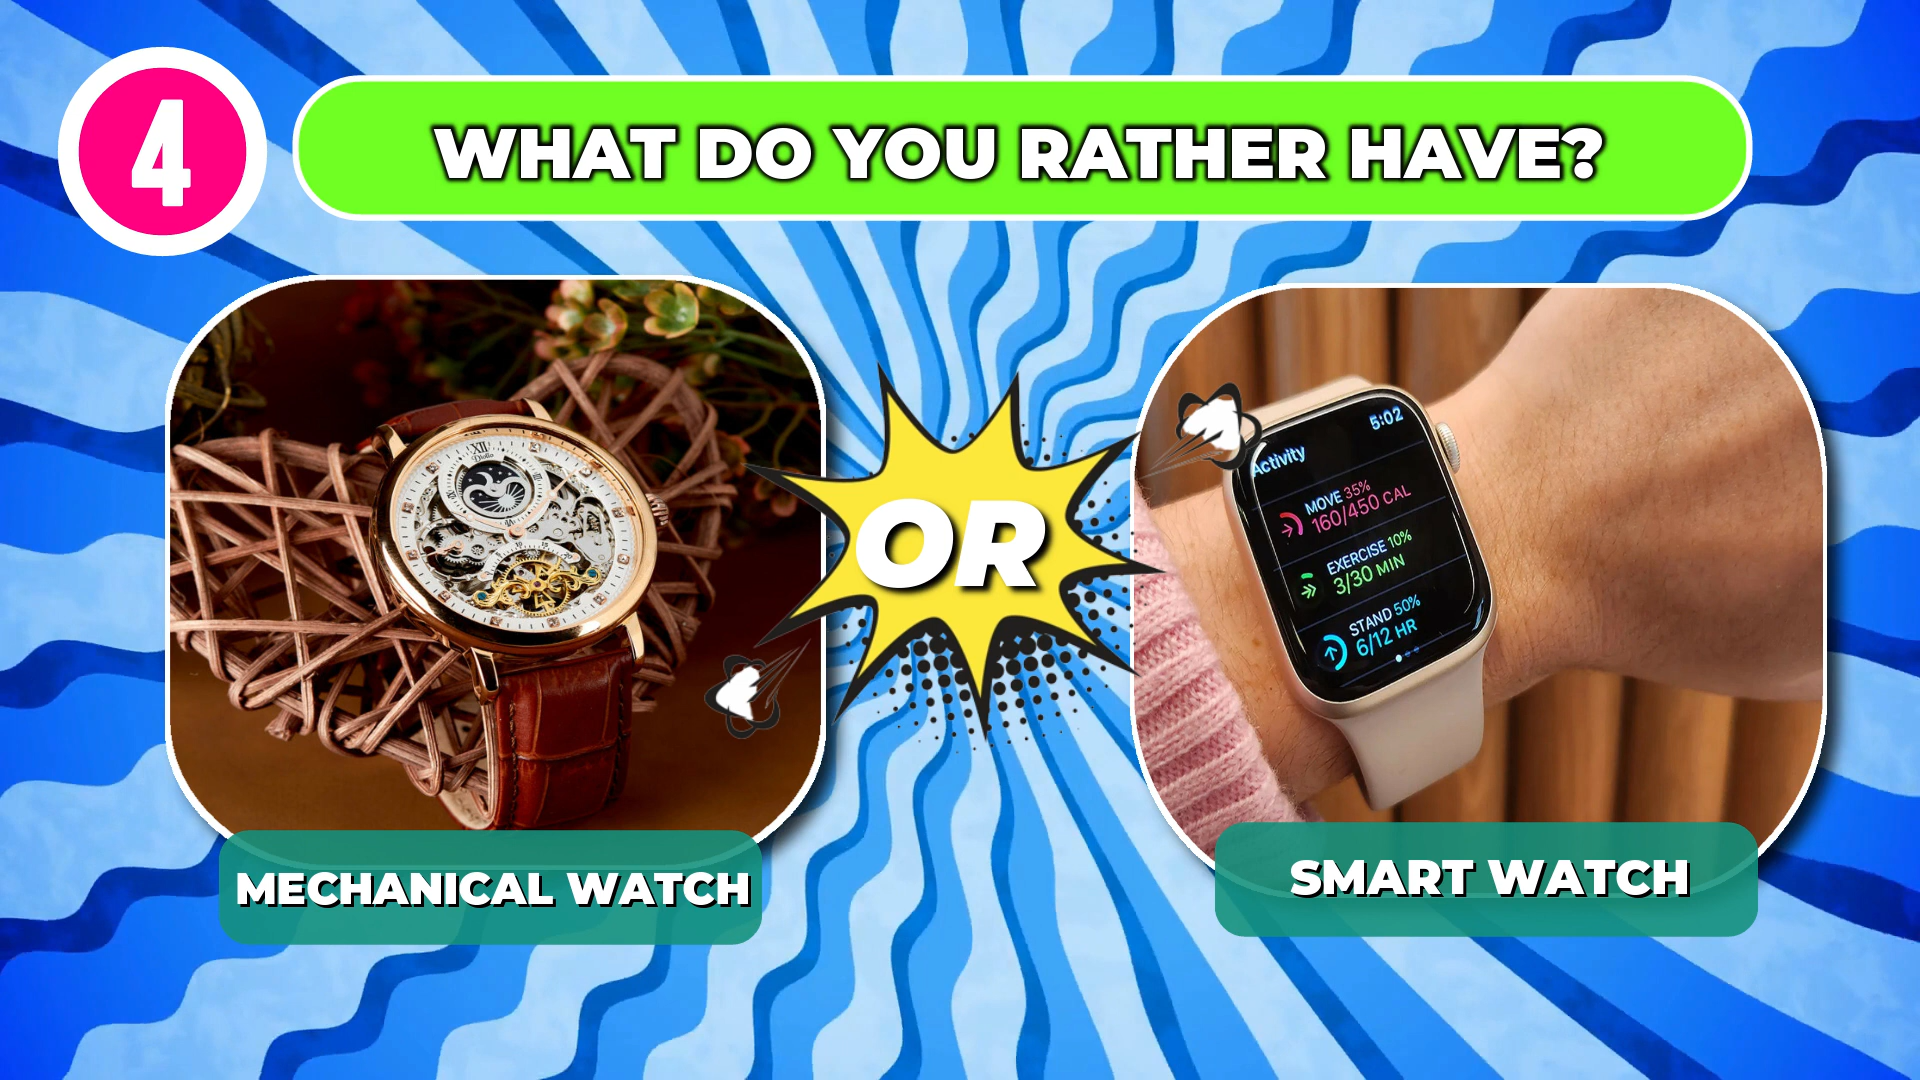 4
WHAT DO YOU RATHER HAVE?
XII
OR
5:02
Activity
MOVE 35%
160/450 CAL
EXERCISE 10%
3/30 MIN
STAND 50%
6/12 HR
MECHANICAL WATCH
SMART WATCH